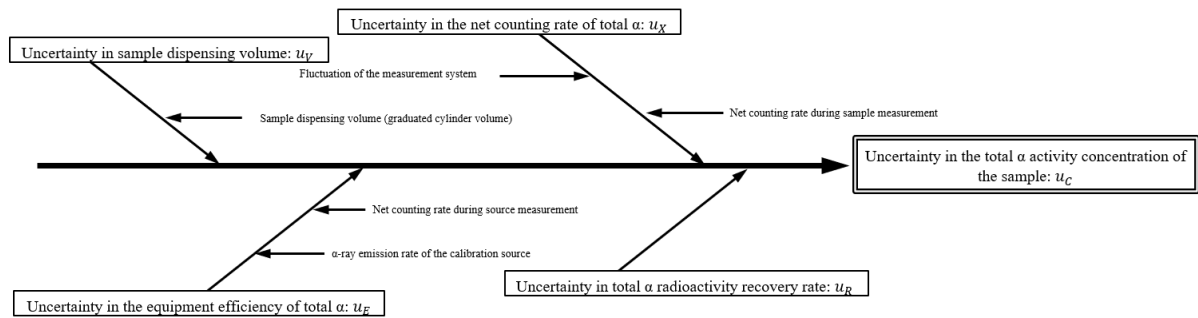 Uncertainty in the net counting rate of total α: u_X
Uncertainty in sample dispensing volume: u_V
Fluctuation of the measurement system
Sample dispensing volume (graduated cylinder volume)
Net counting rate during sample measurement
Uncertainty in the total α activity concentration of
the sample: u_C
Net counting rate during source measurement
α-ray emission rate of the calibration source
Uncertainty in the equipment efficiency of total α: u_E
Uncertainty in total α radioactivity recovery rate: u_R